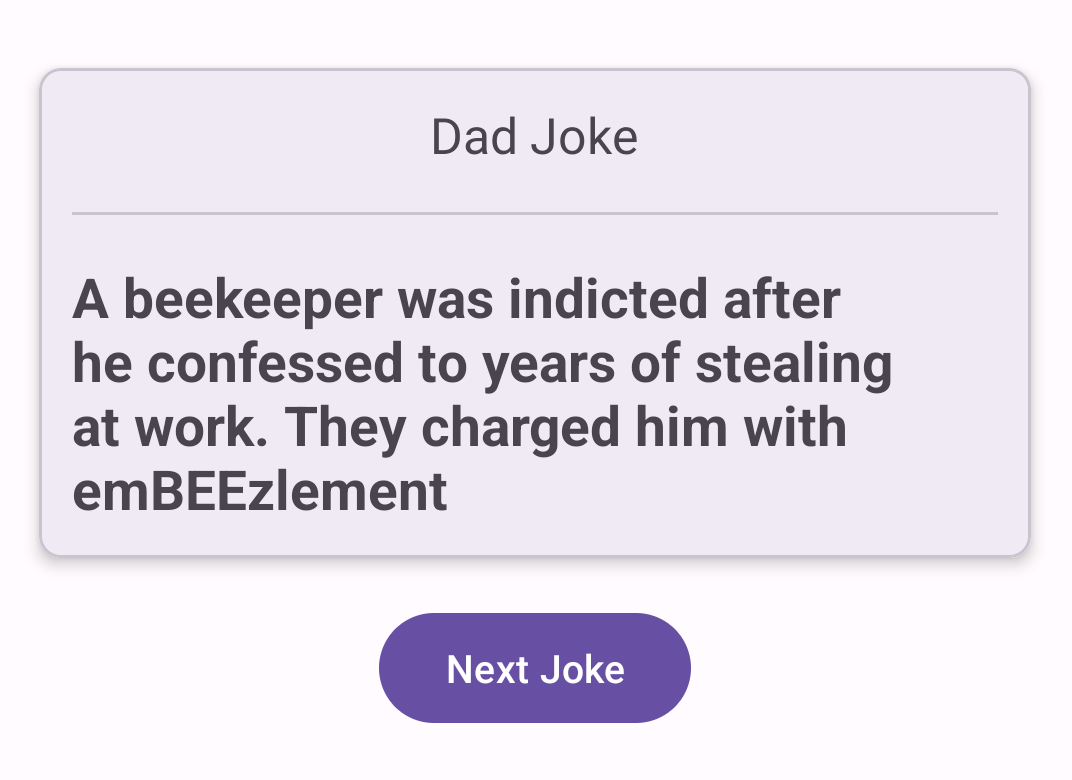 Dad Joke
A beekeeper was indicted after
he confessed to years of stealing
at work. They charged him with
emBEEzlement
Next Joke